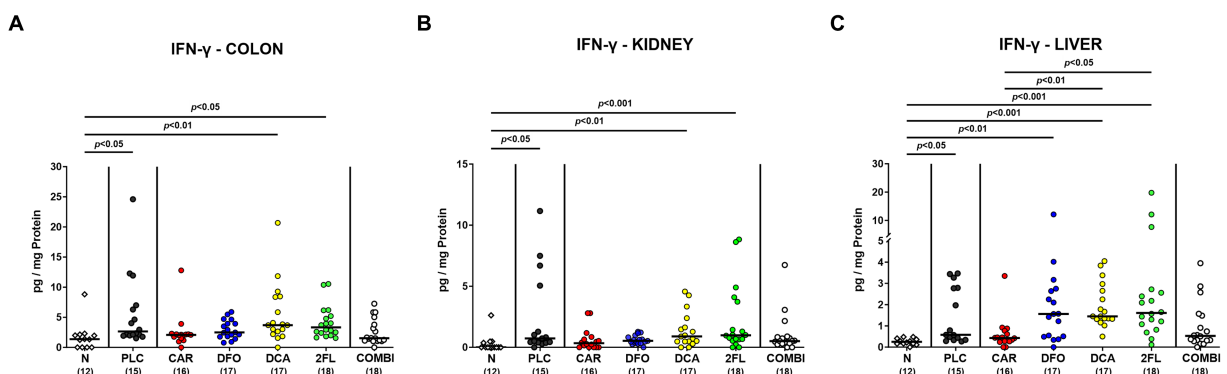 A
IFN-γ - COLON
p<0.05
p<0.01
p<0.05
pg / mg Protein
30
25
20
15
10
5
0
N PLC CAR DFO DCA 2FL COMBI
(12) (15) (16) (17) (17) (18) (18)
B
IFN-γ - KIDNEY
p<0.001
p<0.01
p<0.05
pg / mg Protein
15
10
5
0
N PLC CAR DFO DCA 2FL COMBI
(12) (15) (16) (17) (17) (18) (18)
C
IFN-γ - LIVER
p<0.05
p<0.01
p<0.001
p<0.001
p<0.01
p<0.05
pg / mg Protein
30
20
10
5
4
3
2
1
0
N PLC CAR DFO DCA 2FL COMBI
(12) (15) (16) (17) (17) (18) (18)